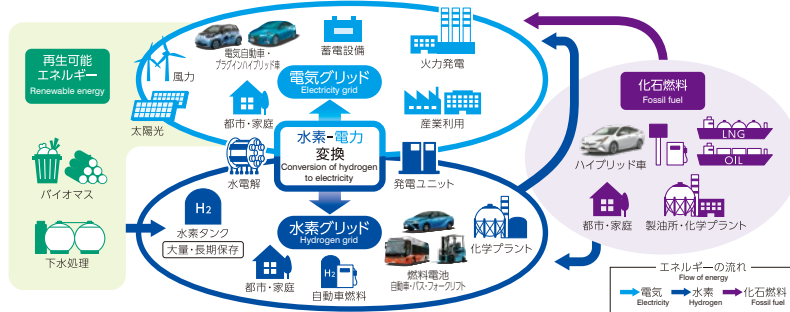 再生可能
エネルギー
Renewable energy
風力
太陽光
バイオマス
下水処理
電気自動車・
プラグインハイブリッド車
蓄電設備
火力発電
電気グリッド
Electricity grid
都市・家庭
産業利用
水素-電力
変換
Conversion of hydrogen
to electricity
水電解
発電ユニット
H2
水素タンク
大量・長期保存
水素グリッド
Hydrogen grid
都市・家庭
H2
自動車燃料
燃料電池
自動車・バス・フォークリフト
化学プラント
化石燃料
Fossil fuel
ハイブリッド車
LNG
OIL
都市・家庭
製油所・化学プラント
エネルギーの流れ
Flow of energy
電気
Electricity
水素
Hydrogen
化石燃料
Fossil fuel